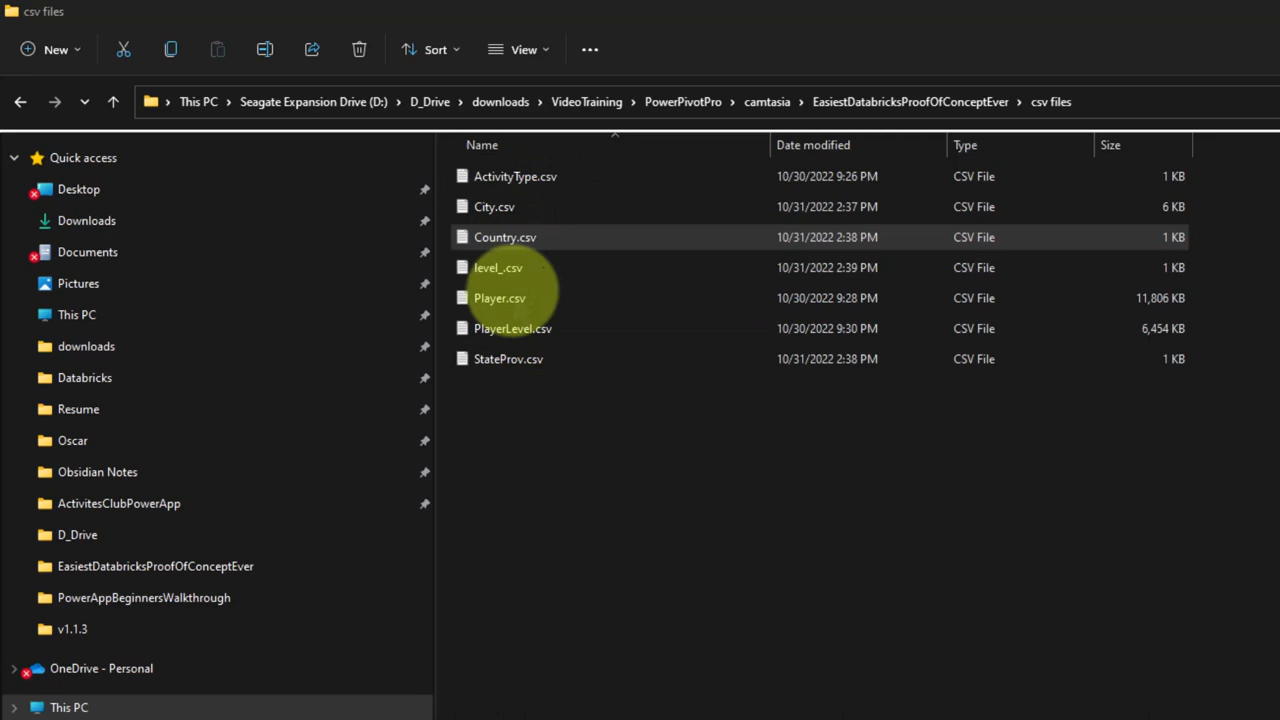 csv files
New
Sort
View
This PC > Seagate Expansion Drive (D:) > D_Drive > downloads > VideoTraining > PowerPivotPro > camtasia > EasiestDatabricksProofOfConceptEver > csv files
Quick access
Desktop
Downloads
Documents
Pictures
This PC
downloads
Databricks
Resume
Oscar
Obsidian Notes
ActivitesClubPowerApp
D_Drive
EasiestDatabricksProofOfConceptEver
PowerAppBeginnersWalkthrough
v1.1.3
OneDrive - Personal
This PC
Name Date modified Type Size
ActivityType.csv 10/30/2022 9:26 PM CSV File 1 KB
City.csv 10/31/2022 2:37 PM CSV File 6 KB
Country.csv 10/31/2022 2:38 PM CSV File 1 KB
level_.csv 10/31/2022 2:39 PM CSV File 1 KB
Player.csv 10/30/2022 9:28 PM CSV File 11,806 KB
PlayerLevel.csv 10/30/2022 9:30 PM CSV File 6,454 KB
StateProv.csv 10/31/2022 2:38 PM CSV File 1 KB